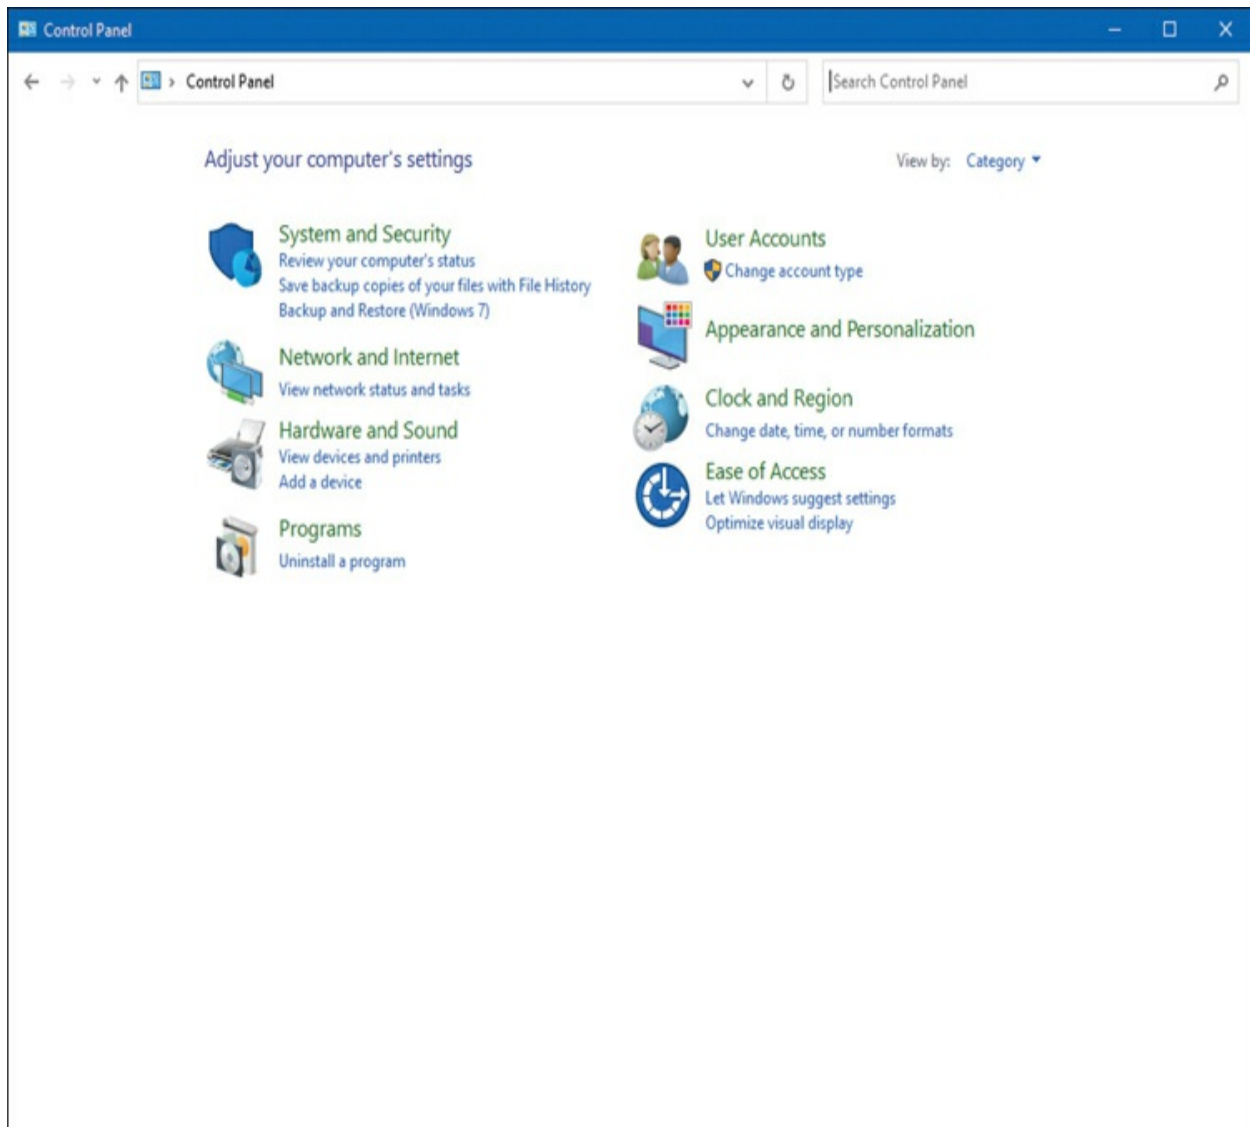 Control Panel
Control Panel
Search Control Panel
Adjust your computer's settings
View by: Category
System and Security
Review your computer's status
Save backup copies of your files with File History
Backup and Restore (Windows 7)
Network and Internet
View network status and tasks
Hardware and Sound
View devices and printers
Add a device
Programs
Uninstall a program
User Accounts
Change account type
Appearance and Personalization
Clock and Region
Change date, time, or number formats
Ease of Access
Let Windows suggest settings
Optimize visual display